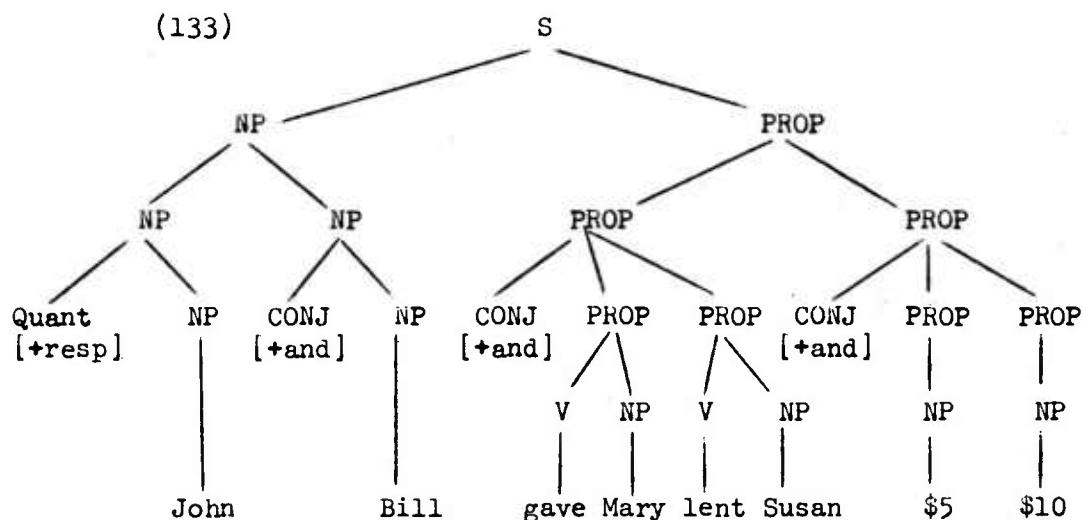 (133) S
NP PROP
NP NP PROP PROP
Quant NP CONJ NP CONJ PROP PROP CONJ PROP PROP
[+resp] [+and] [+and] [+and]
V NP V NP NP NP
John Bill gave Mary lent Susan $5 $10